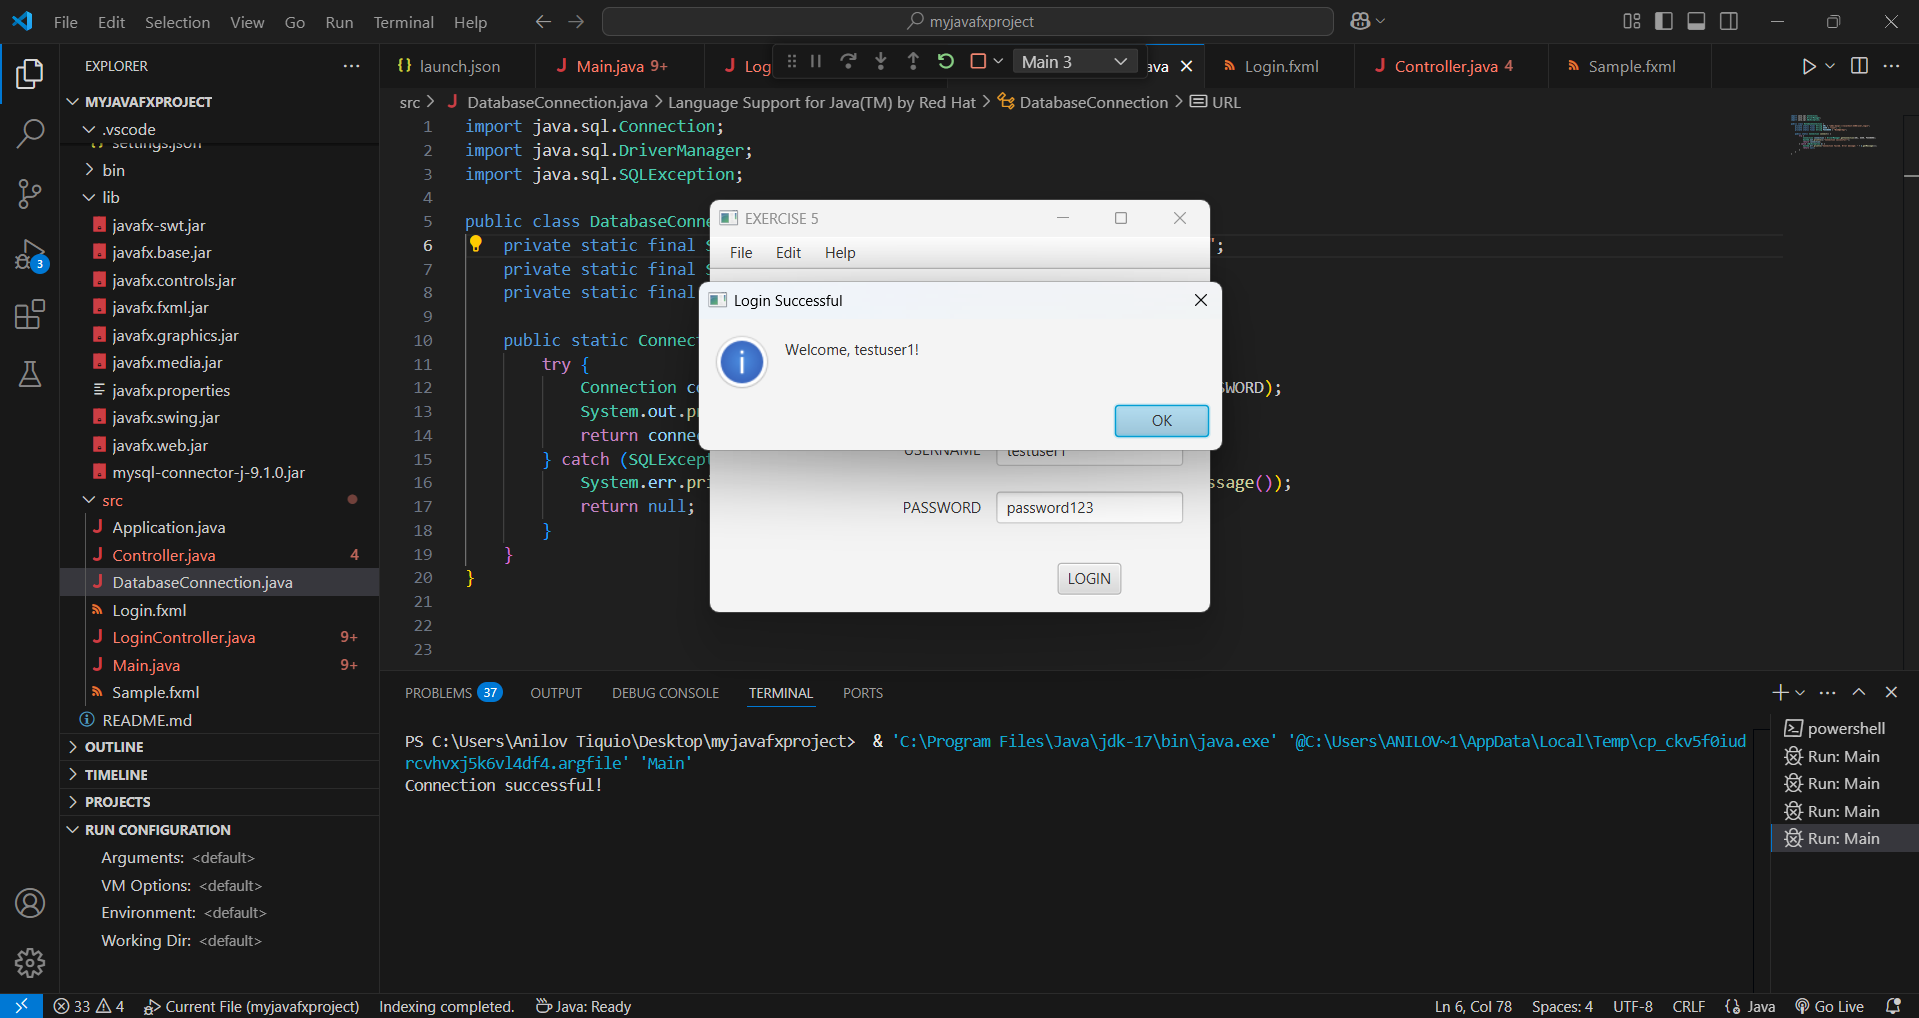 File Edit Selection View Go Run Terminal Help
myjavafxproject
EXPLORER
MYJAVAFXPROJECT
.vscode
settings.json
bin
lib
javafx-swt.jar
javafx.base.jar
javafx.controls.jar
javafx.fxml.jar
javafx.graphics.jar
javafx.media.jar
javafx.properties
javafx.swing.jar
javafx.web.jar
mysql-connector-j-9.1.0.jar
src
Application.java
Controller.java 4
DatabaseConnection.java
Login.fxml
LoginController.java 9+
Main.java 9+
Sample.fxml
README.md
OUTLINE
TIMELINE
PROJECTS
RUN CONFIGURATION
Arguments: <default>
VM Options: <default>
Environment: <default>
Working Dir: <default>
3
launch.json
Main.java 9+
Log
Main 3
ava
Login.fxml
Controller.java 4
Sample.fxml
src > DatabaseConnection.java > Language Support for Java(TM) by Red Hat > DatabaseConnection > URL
1 import java.sql.Connection;
2 import java.sql.DriverManager;
3 import java.sql.SQLException;
4
5 public class DatabaseConne
6 private static final S ";
7 private static final S
8 private static final
9
10 public static Connect
11 try {
12 Connection co SWORD);
13 System.out.pr
14 return connec
15 } catch (SQLExcept
16 System.err.pri ssage());
17 return null;
18 }
19 }
20 }
21
22
23
EXERCISE 5
File Edit Help
Login Successful
Welcome, testuser1!
OK
USERNAME testuser1
PASSWORD password123
LOGIN
PROBLEMS 37 OUTPUT DEBUG CONSOLE TERMINAL PORTS
PS C:\Users\Anilov Tiquio\Desktop\myjavafxproject> & 'C:\Program Files\Java\jdk-17\bin\java.exe' '@C:\Users\ANILOV~1\AppData\Local\Temp\cp_ckv5f0iud
rcvhvxj5k6vl4df4.argfile' 'Main'
Connection successful!
powershell
Run: Main
Run: Main
Run: Main
Run: Main
33 4 Current File (myjavafxproject) Indexing completed. Java: Ready
Ln 6, Col 78 Spaces: 4 UTF-8 CRLF Java Go Live